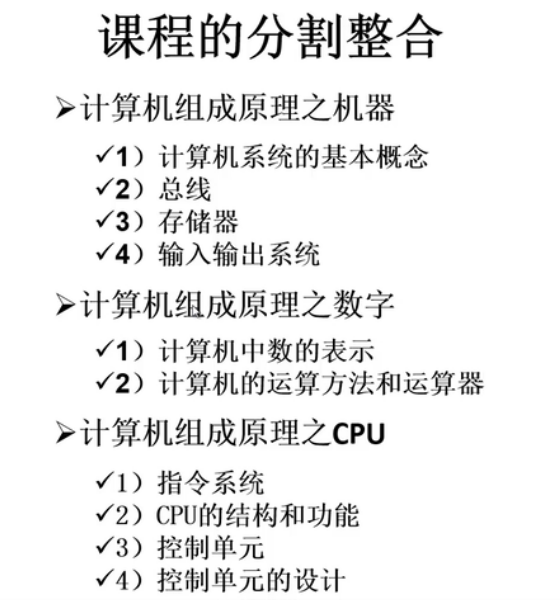 课程的分割整合
➢计算机组成原理之机器
✓1）计算机系统的基本概念
✓2）总线
✓3）存储器
✓4）输入输出系统
➢计算机组成原理之数字
✓1）计算机中数的表示
✓2）计算机的运算方法和运算器
➢计算机组成原理之CPU
✓1）指令系统
✓2）CPU的结构和功能
✓3）控制单元
✓4）控制单元的设计